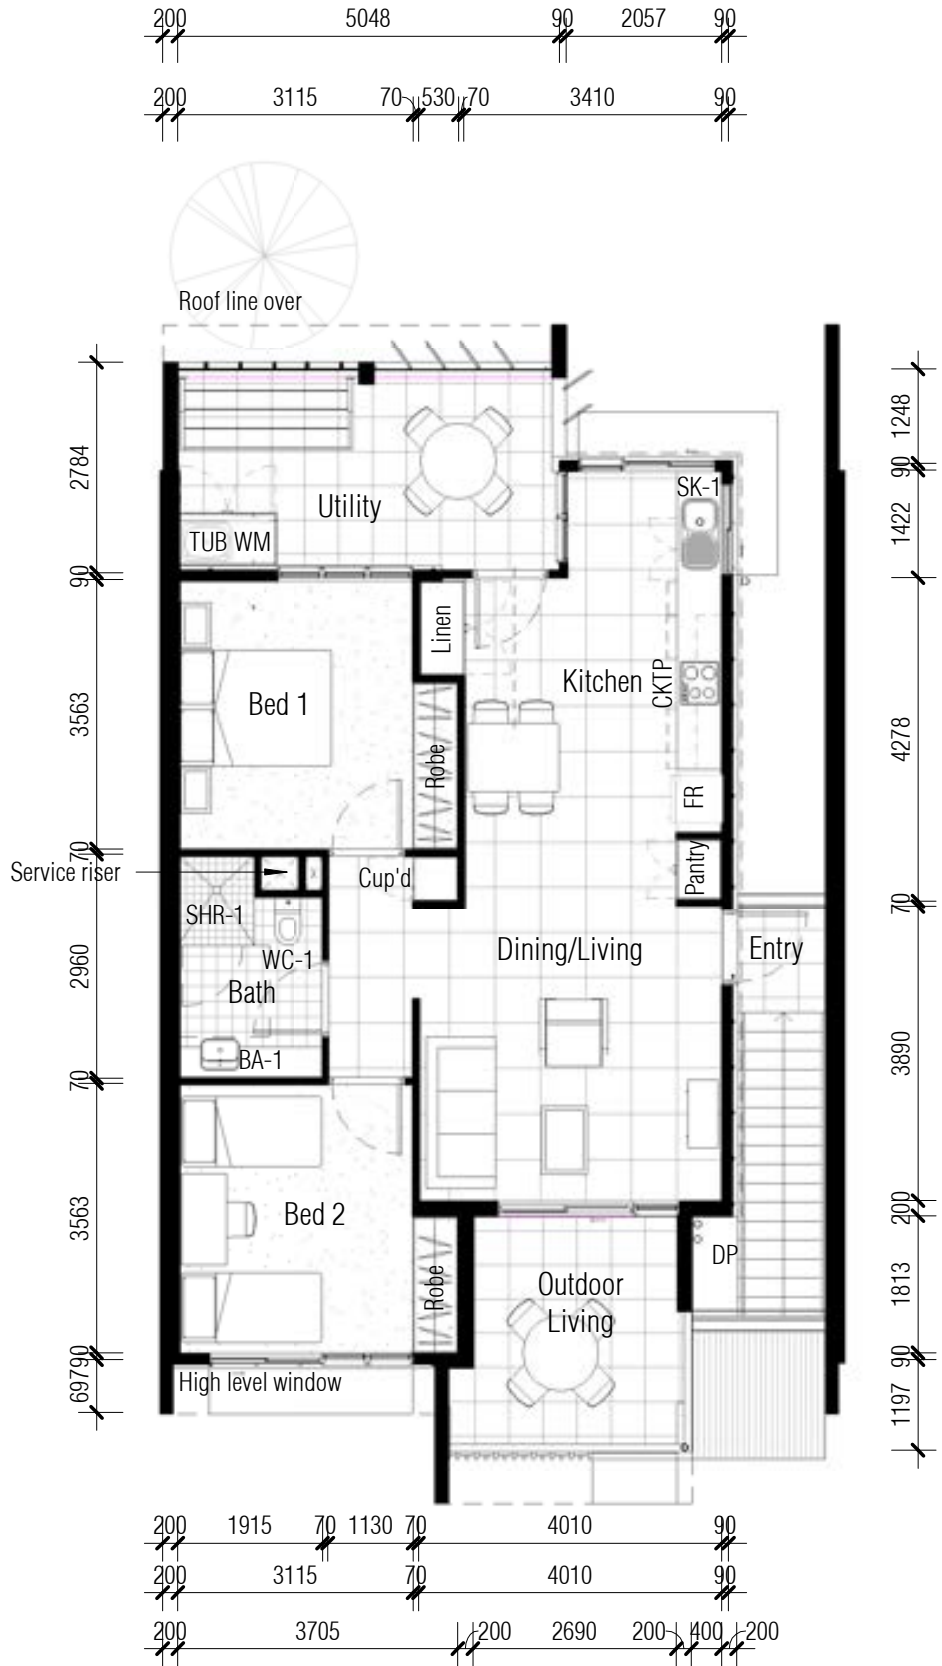 200 5048 90 2057
200 3115 70 530 70 3410 90
Roof line over
2784
90
3563
70
2960
70
3563
90
697
1248
90
1422
4278
70
3890
200
1813
90
1197
SK-1
Utility
TUB WM
Linen
Kitchen
CKTP
Bed 1
Robe
FR
Service riser
Cup'd
Pantry
SHR-1
WC-1
Dining/Living
Entry
Bath
BA-1
Bed 2
DP
Robe
Outdoor
Living
High level window
200 1915 70 1130 70 4010 90
200 3115 70 4010 90
200 3705 200 2690 200 400 200